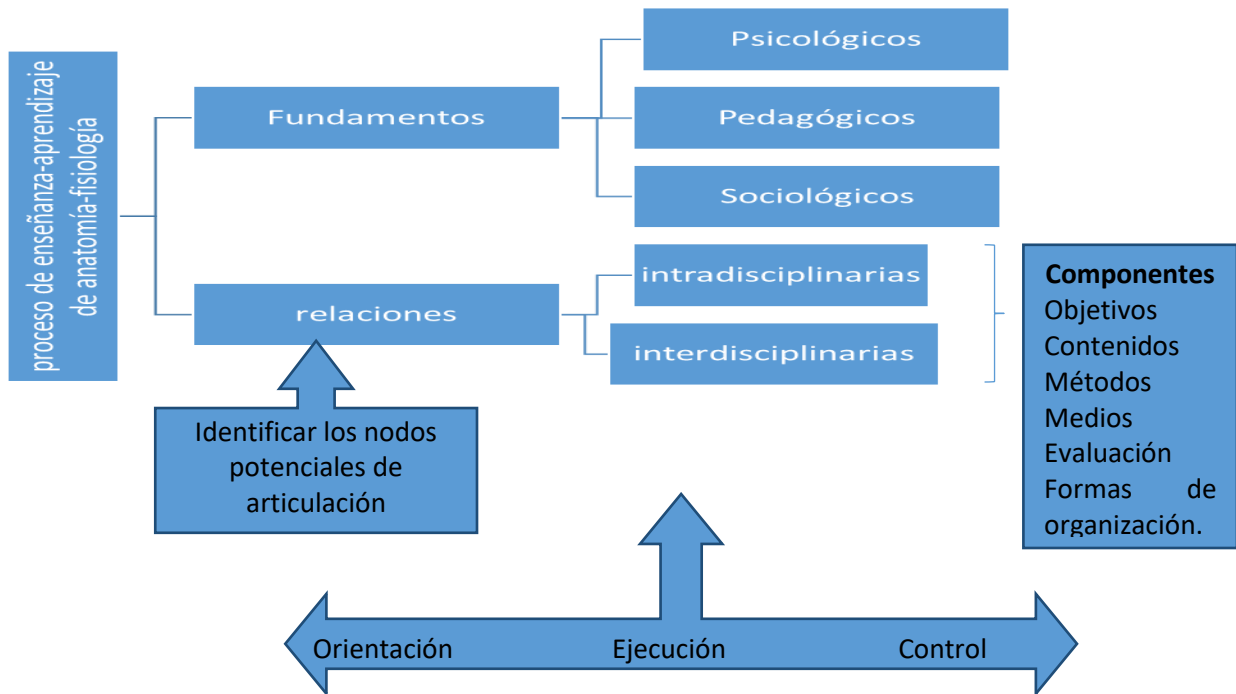 proceso de enseñanza-aprendizaje
de anatomía-fisiología
Fundamentos
Psicológicos
Pedagógicos
Sociológicos
relaciones
intradisciplinarias
interdisciplinarias
Componentes
Objetivos
Contenidos
Métodos
Medios
Evaluación
Formas de
organización.
Identificar los nodos
potenciales de
articulación
Orientación Ejecución Control